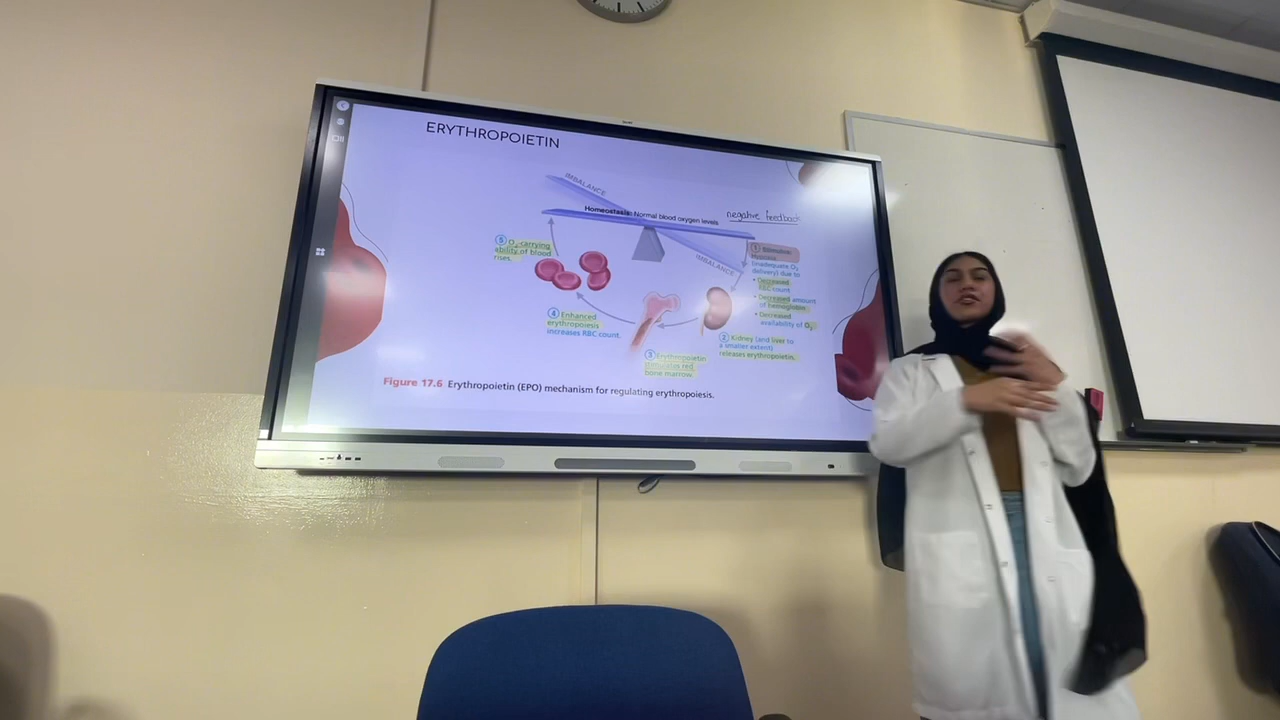 ERYTHROPOIETIN
IMBALANCE
Homeostasis: Normal blood oxygen levels
negative feedback
IMBALANCE
① Stimulus:
Hypoxia
(inadequate O₂
delivery) due to
• Decreased
RBC count
• Decreased amount
of hemoglobin
• Decreased
availability of O₂
② Kidney (and liver to
a smaller extent)
releases erythropoietin.
③ Erythropoietin
stimulates red
bone marrow.
④ Enhanced
erythropoiesis
increases RBC count.
⑤ O₂-carrying
ability of blood
rises.
Figure 17.6 Erythropoietin (EPO) mechanism for regulating erythropoiesis.